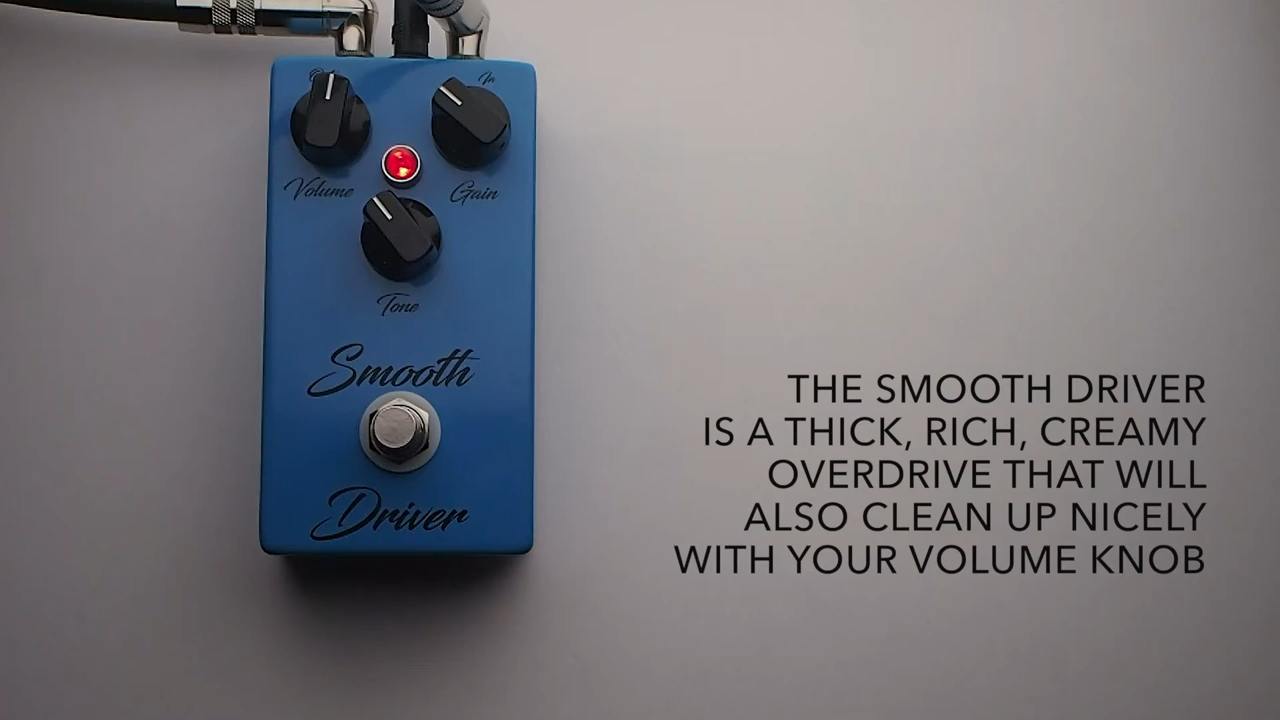 In
Volume
Gain
Tone
Smooth
Driver
THE SMOOTH DRIVER
IS A THICK, RICH, CREAMY
OVERDRIVE THAT WILL
ALSO CLEAN UP NICELY
WITH YOUR VOLUME KNOB